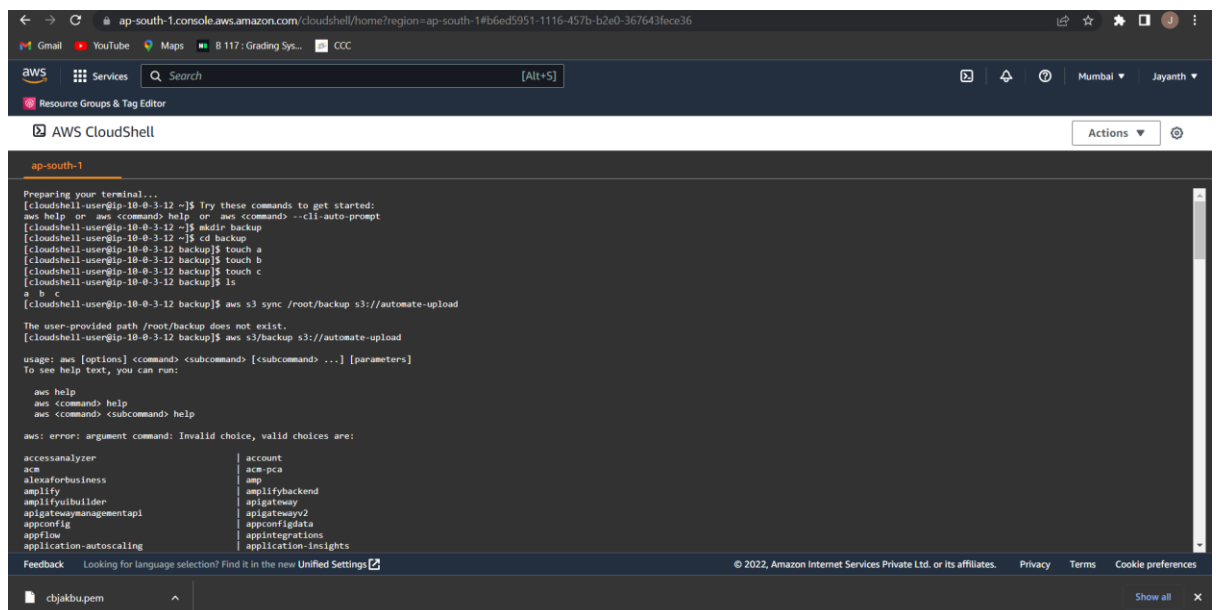 ap-south-1.console.aws.amazon.com/cloudshell/home?region=ap-south-1#b6ed5951-1116-457b-b2e0-367643fece36
J
Gmail YouTube Maps 8 117 : Grading Sys... CCC
aws Services Search [Alt+S] Mumbai ▼ Jayanth ▼
Resource Groups & Tag Editor
AWS CloudShell Actions ▼
ap-south-1
Preparing your terminal...
[cloudshell-user@ip-10-0-3-12 ~]$ Try these commands to get started:
aws help or aws <command> help or aws <command> --cli-auto-prompt
[cloudshell-user@ip-10-0-3-12 ~]$ mkdir backup
[cloudshell-user@ip-10-0-3-12 ~]$ cd backup
[cloudshell-user@ip-10-0-3-12 backup]$ touch a
[cloudshell-user@ip-10-0-3-12 backup]$ touch b
[cloudshell-user@ip-10-0-3-12 backup]$ touch c
[cloudshell-user@ip-10-0-3-12 backup]$ ls
a b c
[cloudshell-user@ip-10-0-3-12 backup]$ aws s3 sync /root/backup s3://automate-upload
The user-provided path /root/backup does not exist.
[cloudshell-user@ip-10-0-3-12 backup]$ aws s3/backup s3://automate-upload
usage: aws [options] <command> <subcommand> [<subcommand> ...] [parameters]
To see help text, you can run:
aws help
aws <command> help
aws <command> <subcommand> help
aws: error: argument command: Invalid choice, valid choices are:
accessanalyzer | account
acm | acm-pca
alexaforbusiness | amp
amplify | amplifybackend
amplifyuibuilder | apigateway
apigatewaymanagementapi | apigatewayv2
appconfig | appconfigdata
appflow | appintegrations
application-autoscaling | application-insights
Feedback Looking for language selection? Find it in the new Unified Settings © 2022, Amazon Internet Services Private Ltd. or its affiliates. Privacy Terms Cookie preferences
cbjakbu.pem Show all